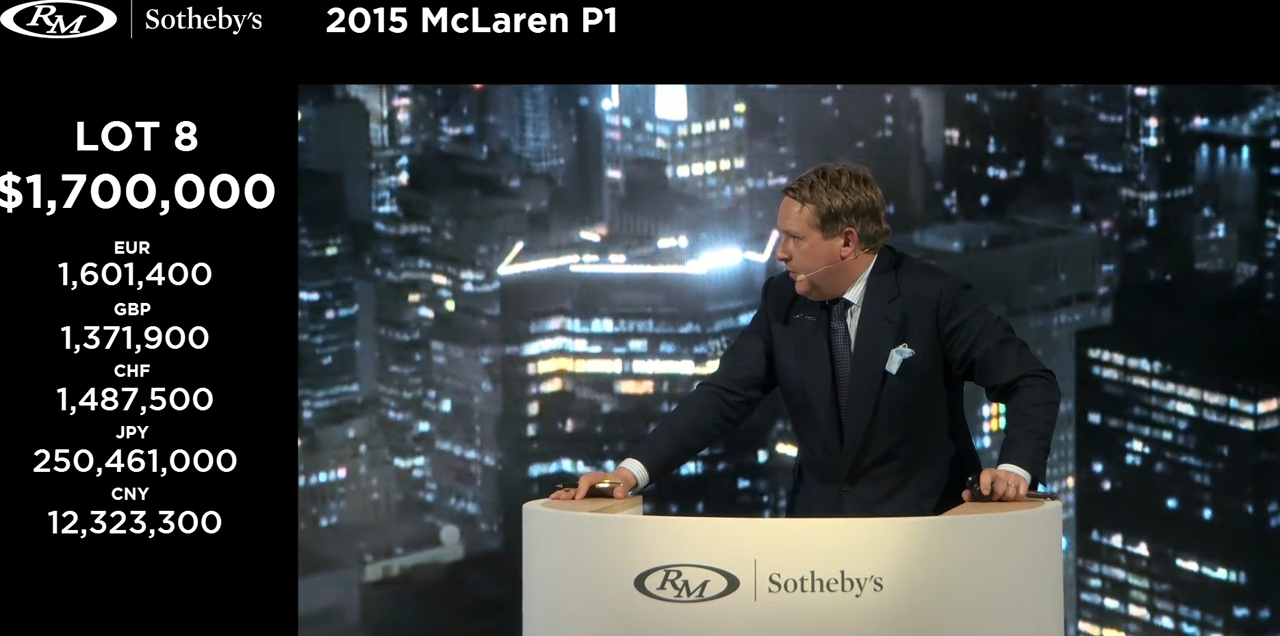 RM Sotheby's
2015 McLaren P1
LOT 8
$1,700,000
EUR
1,601,400
GBP
1,371,900
CHF
1,487,500
JPY
250,461,000
CNY
12,323,300
RM Sotheby's